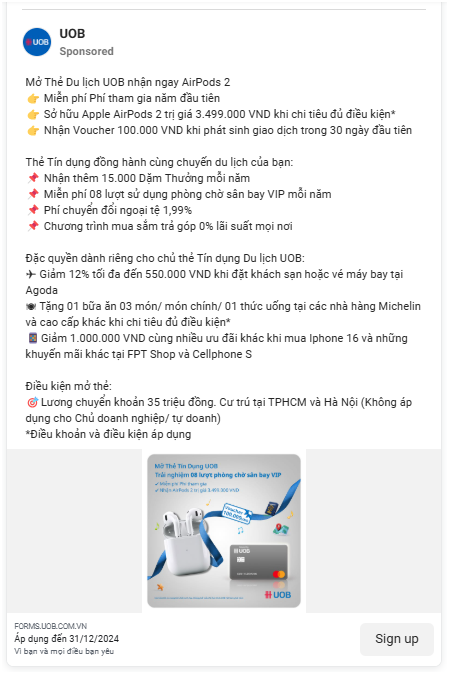 UOB
UOB
Sponsored
Mở Thẻ Du lịch UOB nhận ngay AirPods 2
👉 Miễn phí Phí tham gia năm đầu tiên
👉 Sở hữu Apple AirPods 2 trị giá 3.499.000 VND khi chi tiêu đủ điều kiện*
👉 Nhận Voucher 100.000 VND khi phát sinh giao dịch trong 30 ngày đầu tiên
Thẻ Tín dụng đồng hành cùng chuyến du lịch của bạn:
📌 Nhận thêm 15.000 Dặm Thưởng mỗi năm
📌 Miễn phí 08 lượt sử dụng phòng chờ sân bay VIP mỗi năm
📌 Phí chuyển đổi ngoại tệ 1,99%
📌 Chương trình mua sắm trả góp 0% lãi suất mọi nơi
Đặc quyền dành riêng cho chủ thẻ Tín dụng Du lịch UOB:
✈ Giảm 12% tối đa đến 550.000 VND khi đặt khách sạn hoặc vé máy bay tại
Agoda
🍽 Tặng 01 bữa ăn 03 món/ món chính/ 01 thức uống tại các nhà hàng Michelin
và cao cấp khác khi chi tiêu đủ điều kiện*
📱 Giảm 1.000.000 VND cùng nhiều ưu đãi khác khi mua Iphone 16 và những
khuyến mãi khác tại FPT Shop và Cellphone S
Điều kiện mở thẻ:
🎯 Lương chuyển khoản 35 triệu đồng. Cư trú tại TPHCM và Hà Nội (Không áp
dụng cho Chủ doanh nghiệp/ tự doanh)
*Điều khoản và điều kiện áp dụng
Mở Thẻ Tín Dụng UOB
Trải nghiệm 08 lượt phòng chờ sân bay VIP
✓ Miễn phí Phí tham gia
✓ Nhận AirPods 2 trị giá 3.499.000 VND
Voucher
100.000
UOB
UOB
FORMS.UOB.COM.VN
Áp dụng đến 31/12/2024
Vì bạn và mọi điều bạn yêu
Sign up